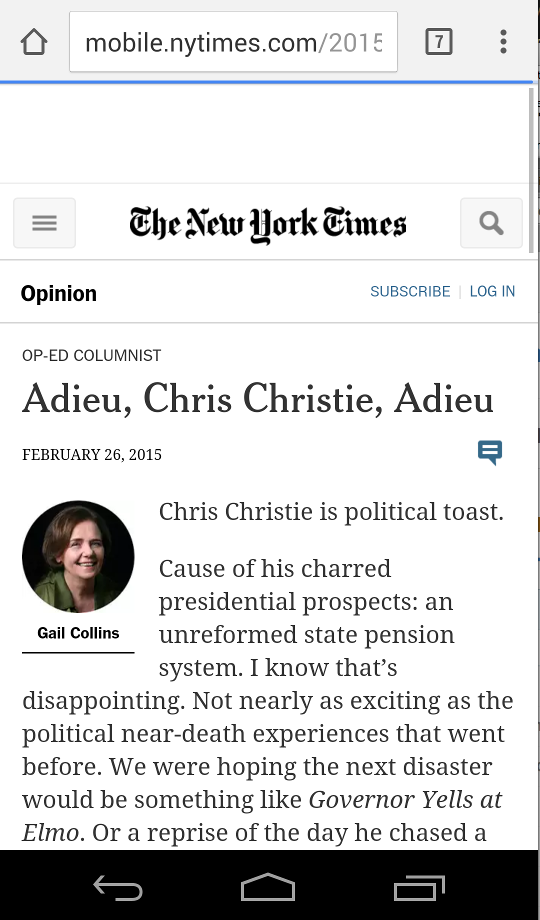 mobile.nytimes.com/2015
7
The New York Times
Opinion
SUBSCRIBE | LOG IN
OP-ED COLUMNIST
Adieu, Chris Christie, Adieu
FEBRUARY 26, 2015
Chris Christie is political toast.
Gail Collins
Cause of his charred
presidential prospects: an
unreformed state pension
system. I know that’s
disappointing. Not nearly as exciting as the
political near-death experiences that went
before. We were hoping the next disaster
would be something like Governor Yells at
Elmo. Or a reprise of the day he chased a